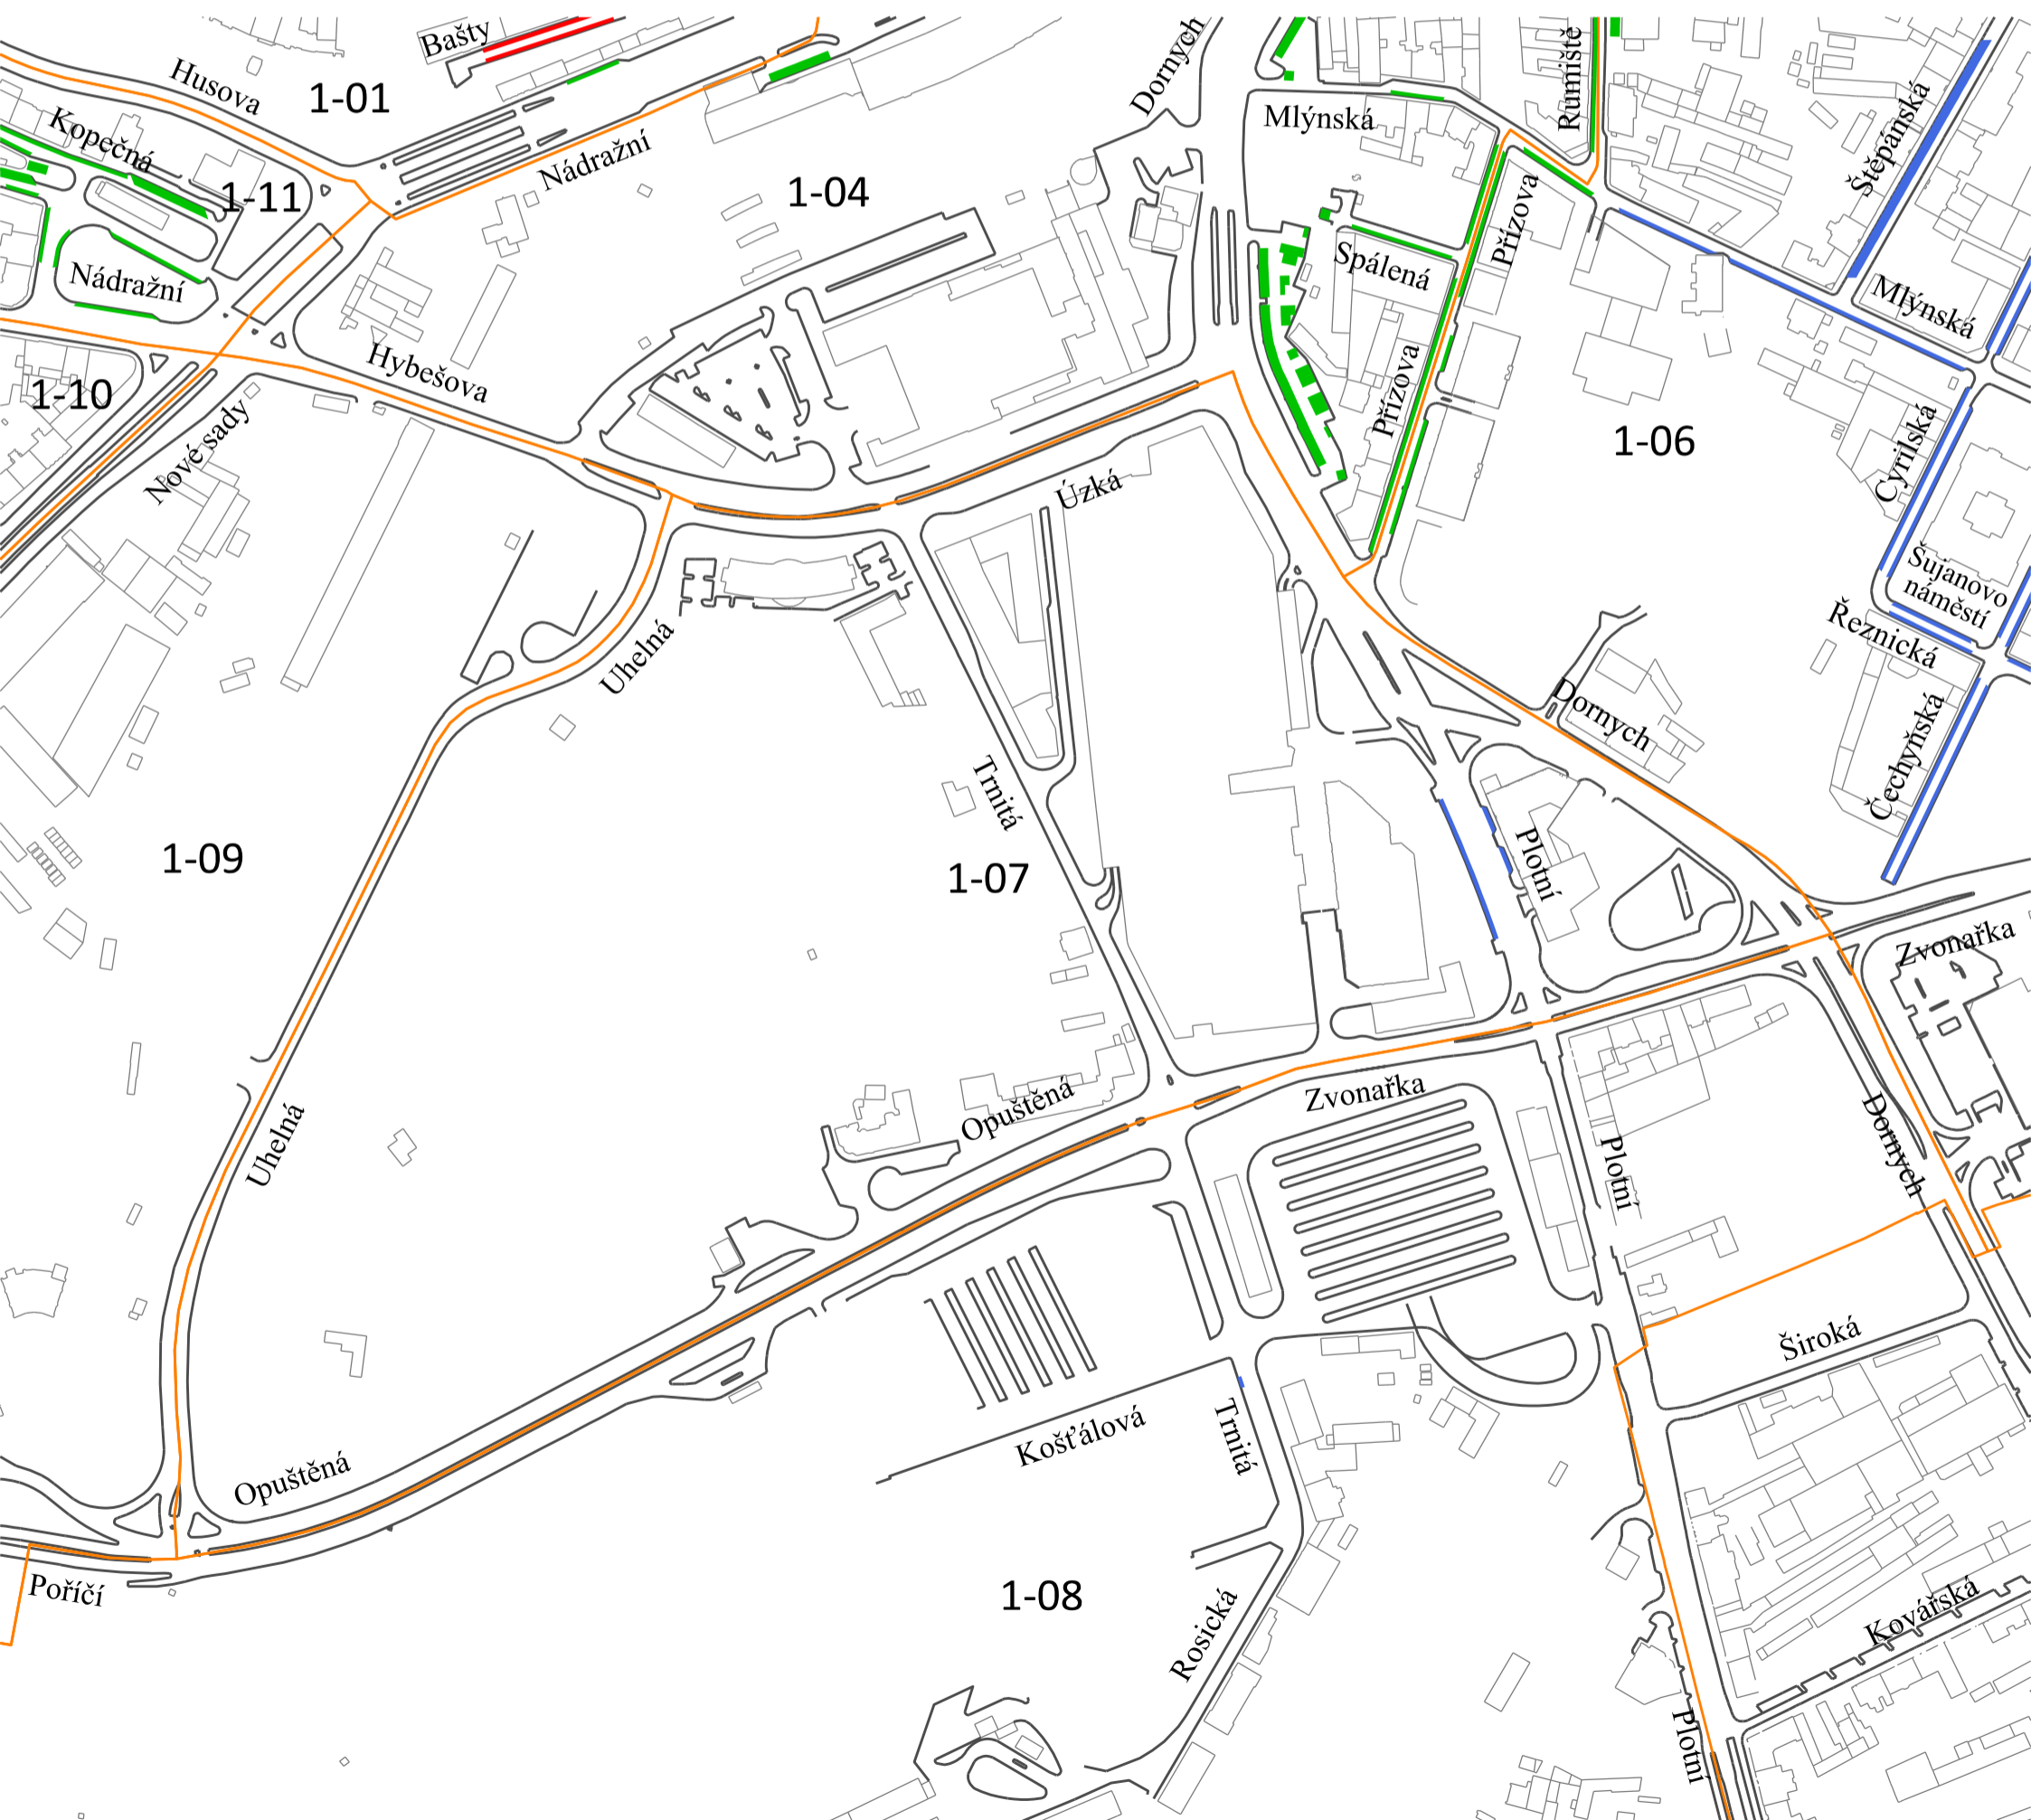 Bašty
Dornych
Rumiště
Husova
1-01
Mlýnská
Štěpánská
Kopečná
Nádražní
1-11
1-04
Přízova
Spálená
Nádražní
Mlýnská
Hybešova
1-10
Přízova
1-06
Nové sady
Cyrilská
Úzká
Šujanovo
náměstí
Řeznická
Uhelná
Dornych
Čechyňská
Trnitá
1-09
1-07
Plotní
Zvonařka
Uhelná
Opuštěná
Zvonařka
Dornych
Plotní
Široká
Košťálová
Trnitá
Opuštěná
Poříčí
1-08
Rosická
Kovářská
Plotní